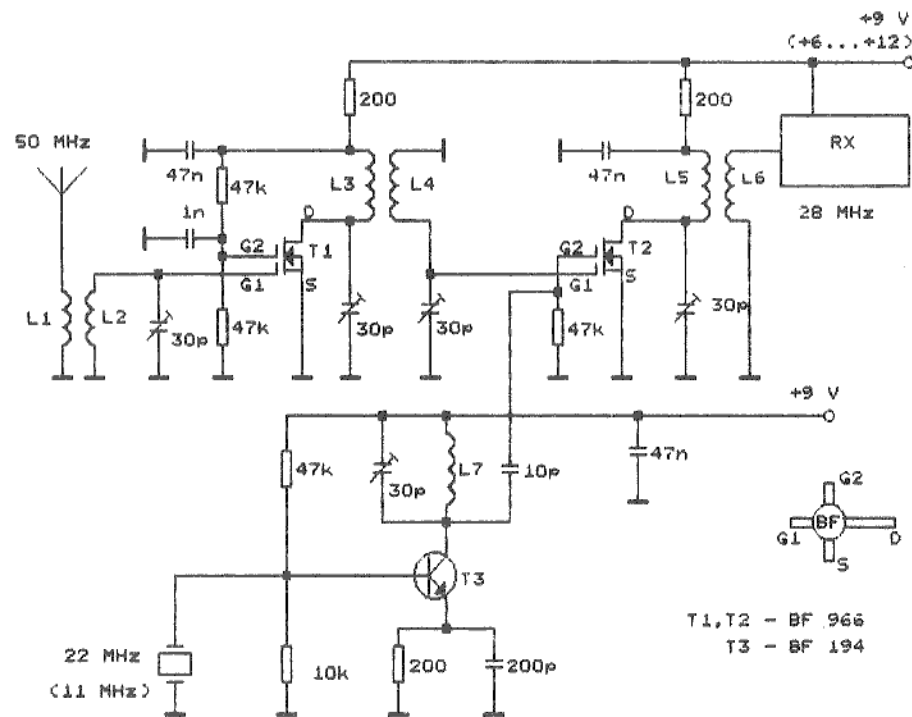 +9 V
(+6...+12)
200
200
50 MHz
RX
47n
47k
L3
L4
47n
L5
L6
28 MHz
1n
D
D
G2
T1
G2
T2
G1
S
G1
S
L1
L2
30p
47k
30p
30p
47k
30p
+9 V
47k
30p
L7
10p
47n
G2
BF
G1
D
S
T3
T1,T2 - BF 966
T3 - BF 194
22 MHz
(11 MHz)
10k
200
200p